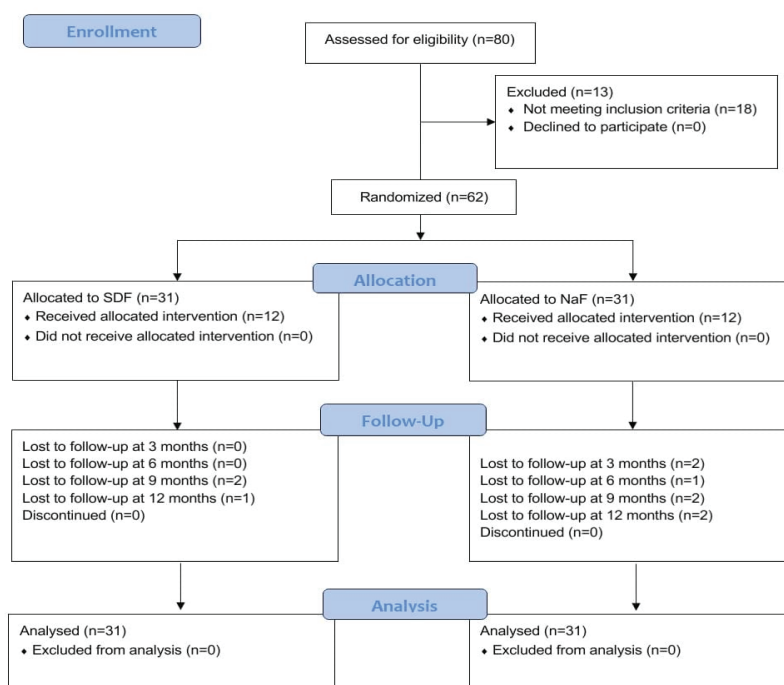 Enrollment
Assessed for eligibility (n=80)
Excluded (n=13)
♦ Not meeting inclusion criteria (n=18)
♦ Declined to participate (n=0)
Randomized (n=62)
Allocation
Allocated to SDF (n=31)
♦ Received allocated intervention (n=12)
♦ Did not receive allocated intervention (n=0)
Allocated to NaF (n=31)
♦ Received allocated intervention (n=12)
♦ Did not receive allocated intervention (n=0)
Follow-Up
Lost to follow-up at 3 months (n=0)
Lost to follow-up at 6 months (n=0)
Lost to follow-up at 9 months (n=2)
Lost to follow-up at 12 months (n=1)
Discontinued (n=0)
Lost to follow-up at 3 months (n=2)
Lost to follow-up at 6 months (n=1)
Lost to follow-up at 9 months (n=2)
Lost to follow-up at 12 months (n=2)
Discontinued (n=0)
Analysis
Analysed (n=31)
♦ Excluded from analysis (n=0)
Analysed (n=31)
♦ Excluded from analysis (n=0)